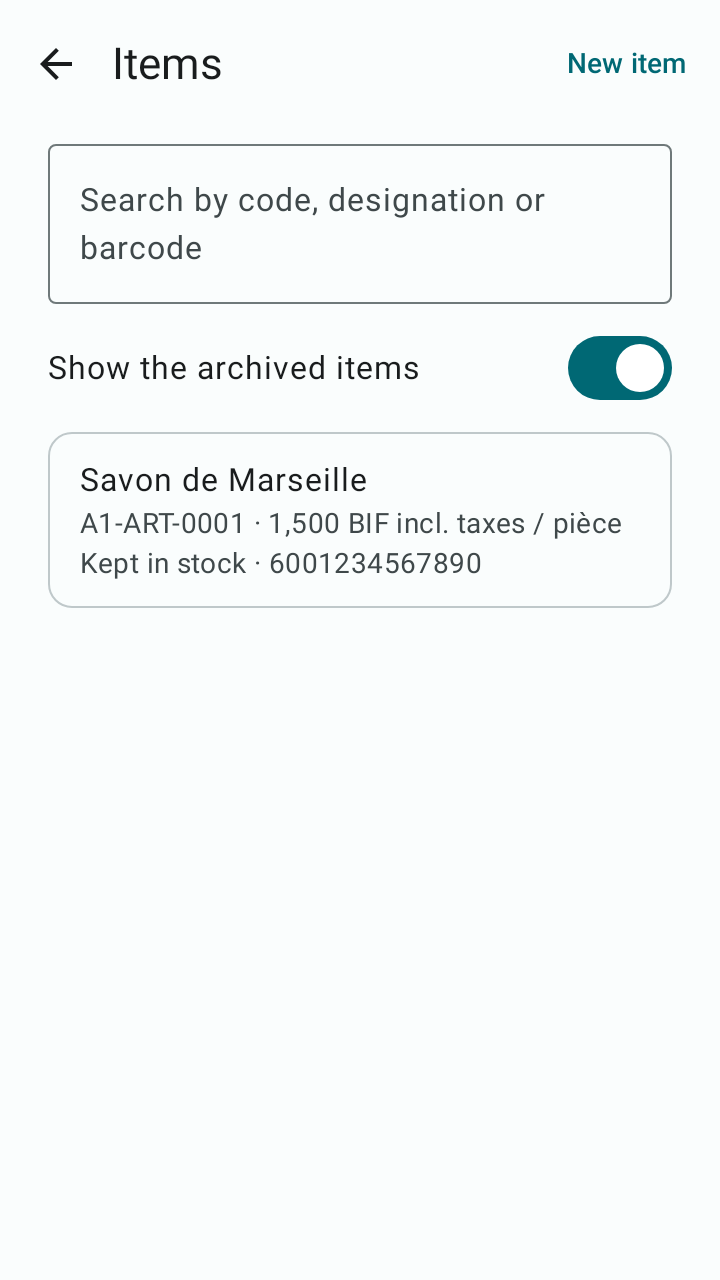 Items
New item
Search by code, designation or
barcode
Show the archived items
Savon de Marseille
A1-ART-0001 · 1,500 BIF incl. taxes / pièce
Kept in stock · 6001234567890